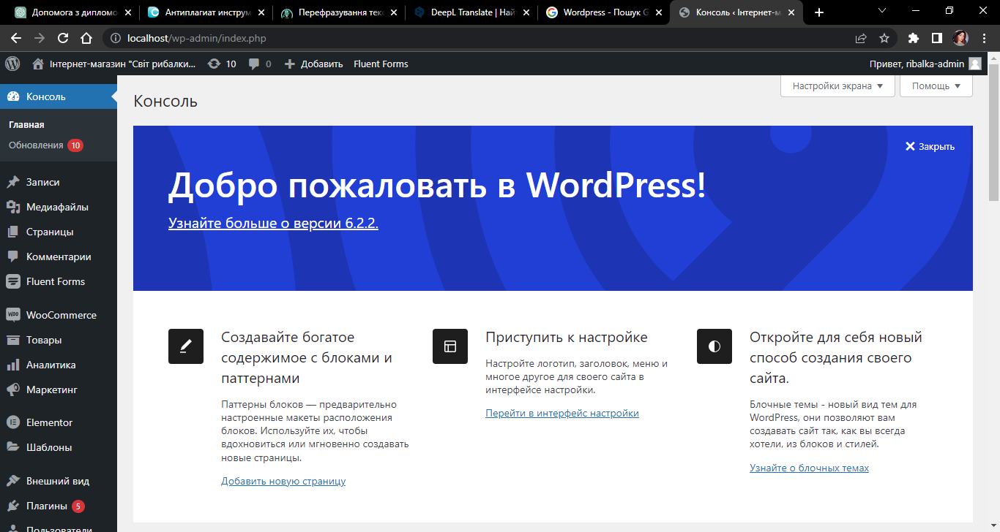 Допомога з дипломо
Антиплагиат инструм
Перефразування текс
DeepL Translate | Най
Wordpress - Пошук G
Консоль ‹ Інтернет-м
localhost/wp-admin/index.php
Інтернет-магазин "Світ рибалки... 10 0 Добавить Fluent Forms Привет, ribalka-admin
Консоль
Главная
Обновления 10
Записи
Медиафайлы
Страницы
Комментарии
Fluent Forms
WooCommerce
Товары
Аналитика
Маркетинг
Elementor
Шаблоны
Внешний вид
Плагины 5
Пользователи
Настройки экрана
Помощь
Консоль
Закрыть
Добро пожаловать в WordPress!
Узнайте больше о версии 6.2.2.
Создавайте богатое
содержимое с блоками и
паттернами
Паттерны блоков — предварительно
настроенные макеты расположения
блоков. Используйте их, чтобы
вдохновиться или мгновенно создавать
новые страницы.
Добавить новую страницу
Приступить к настройке
Настройте логотип, заголовок, меню и
многое другое для своего сайта в
интерфейсе настройки.
Перейти в интерфейс настройки
Откройте для себя новый
способ создания своего
сайта.
Блочные темы - новый вид тем для
WordPress, они позволяют вам
создавать сайт так, как вы всегда
хотели, из блоков и стилей.
Узнайте о блочных темах